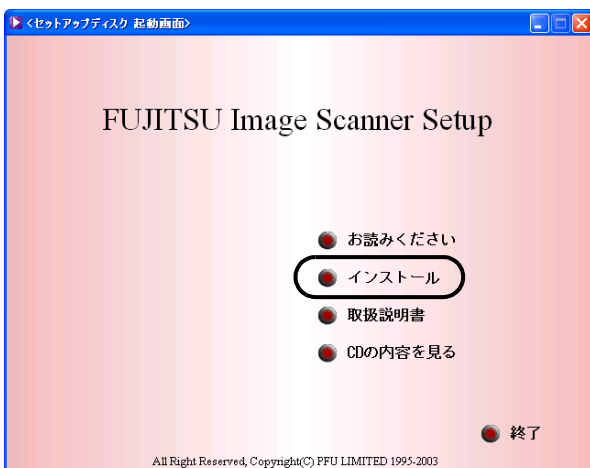 <セットアップディスク 起動画面>
FUJITSU Image Scanner Setup
お読みください
インストール
取扱説明書
CDの内容を見る
終了
All Right Reserved, Copyright(C) PFU LIMITED 1995-2003